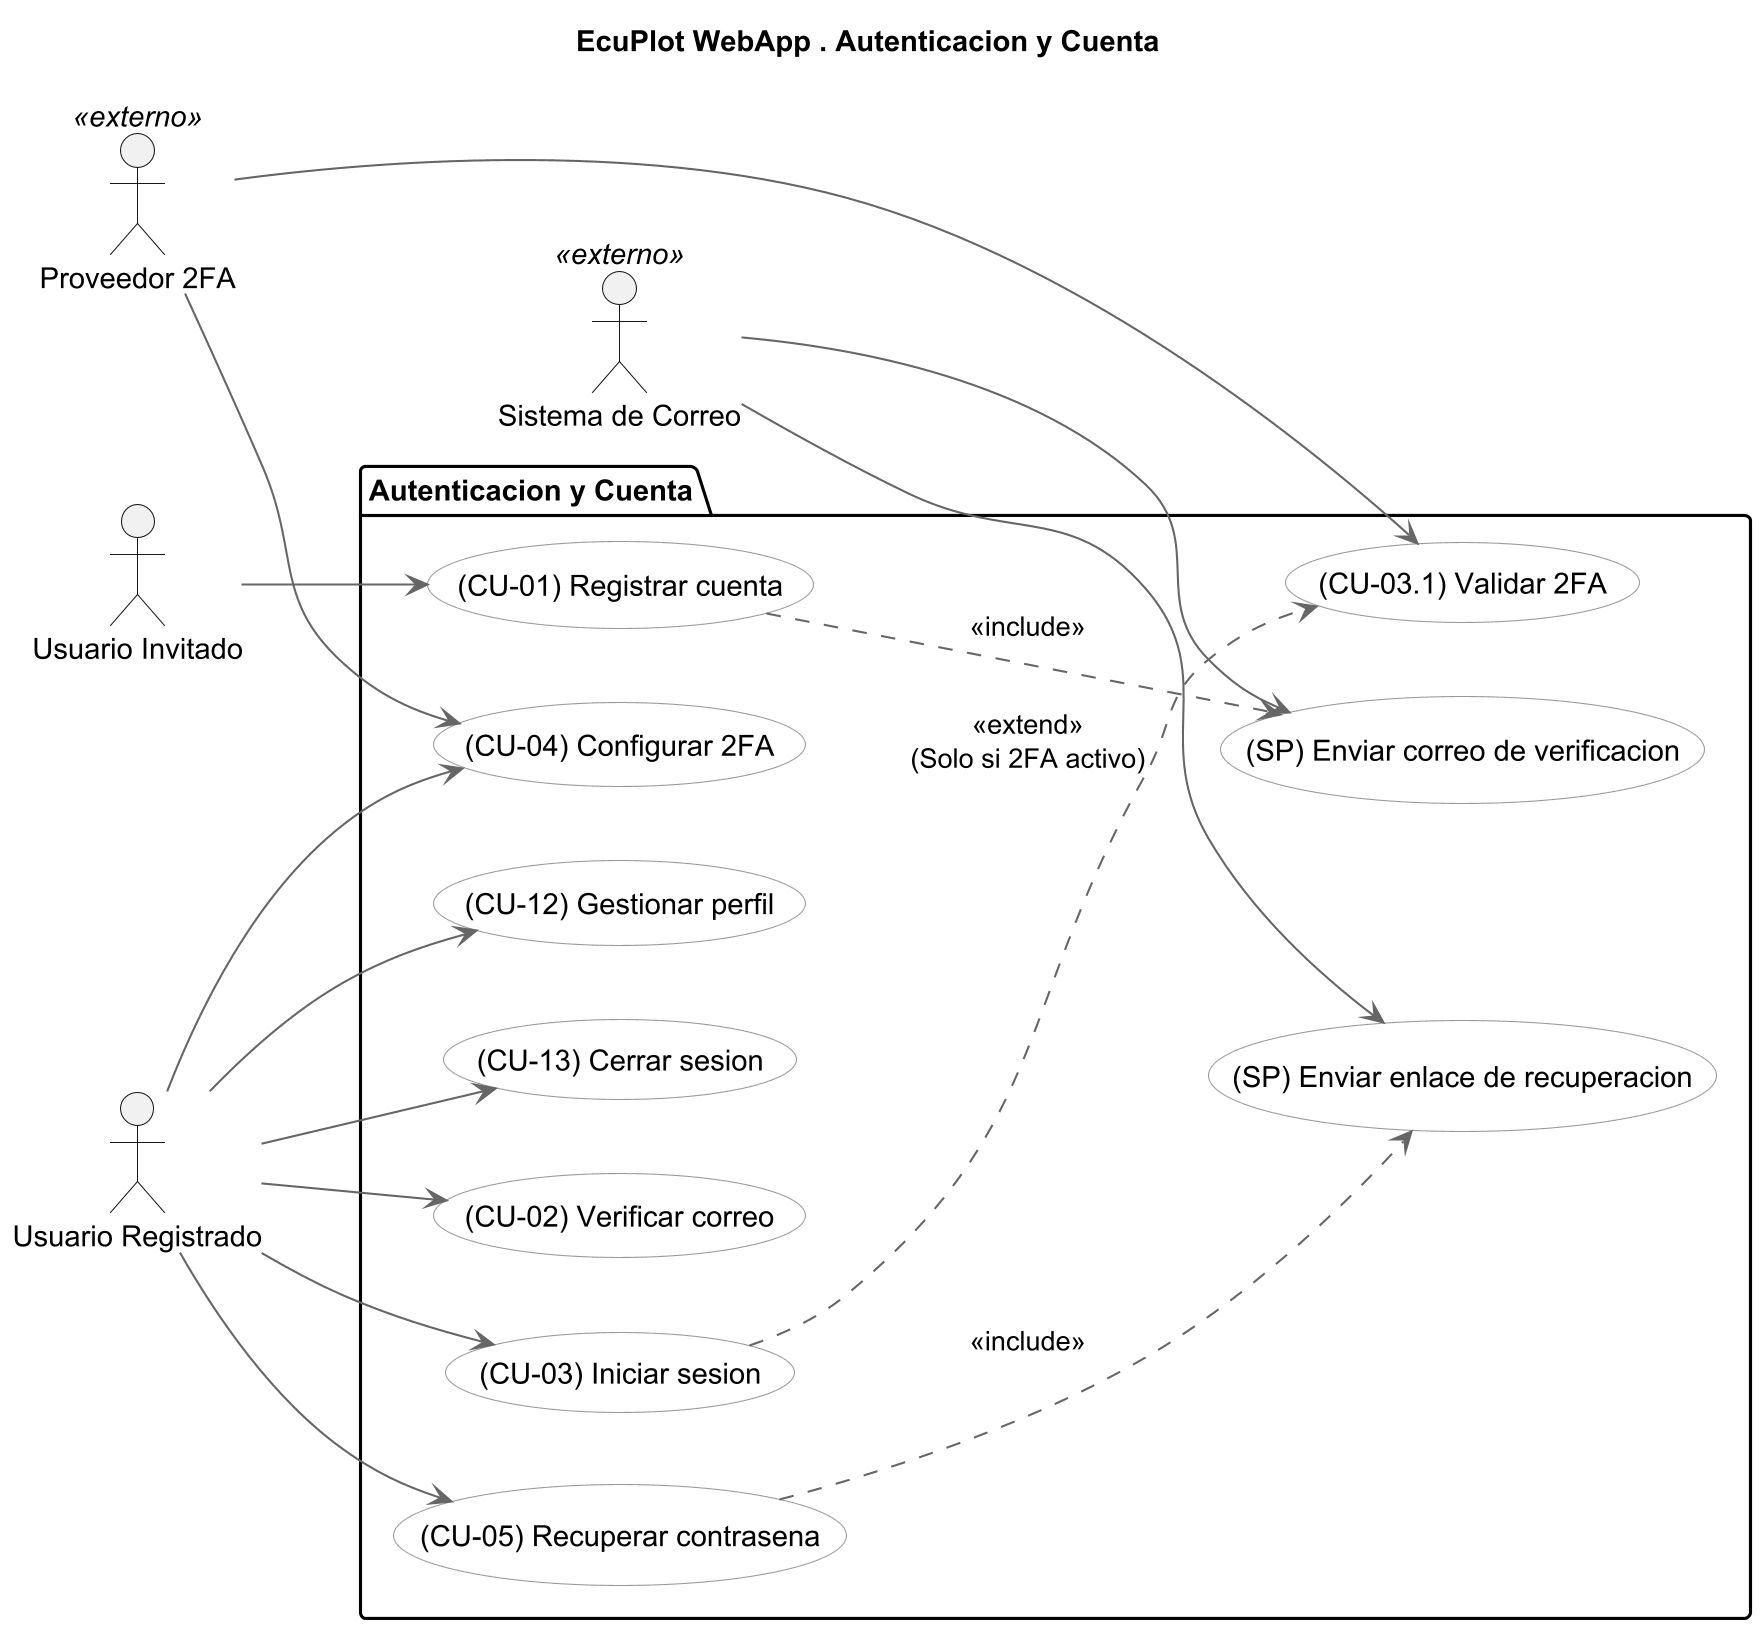 EcuPlot WebApp . Autenticacion y Cuenta
«externo»
Proveedor 2FA
«externo»
Sistema de Correo
Autenticacion y Cuenta
Usuario Invitado
(CU-01) Registrar cuenta
(CU-03.1) Validar 2FA
«include»
(CU-04) Configurar 2FA
«extend»
(Solo si 2FA activo)
(SP) Enviar correo de verificacion
(CU-12) Gestionar perfil
(CU-13) Cerrar sesion
(SP) Enviar enlace de recuperacion
Usuario Registrado
(CU-02) Verificar correo
«include»
(CU-03) Iniciar sesion
(CU-05) Recuperar contrasena